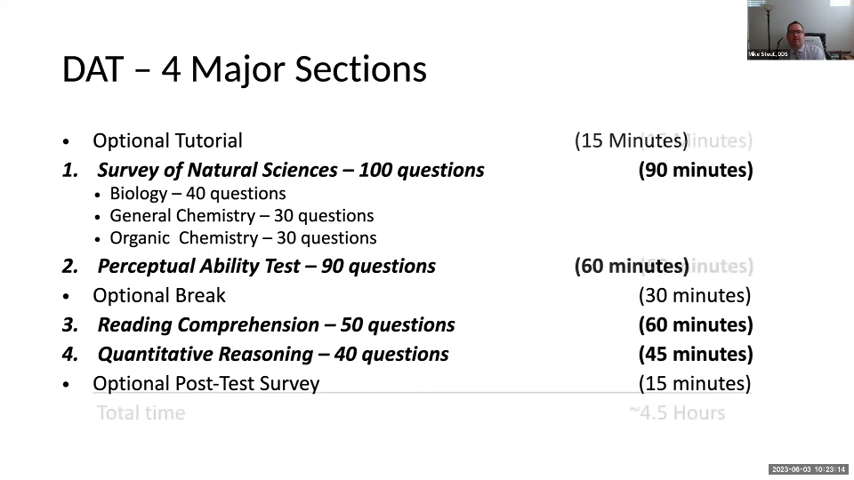 Mike Stout, DDS
DAT – 4 Major Sections
• Optional Tutorial (15 Minutes)
1. Survey of Natural Sciences – 100 questions (90 minutes)
• Biology – 40 questions
• General Chemistry – 30 questions
• Organic Chemistry – 30 questions
2. Perceptual Ability Test – 90 questions (60 minutes)
• Optional Break (30 minutes)
3. Reading Comprehension – 50 questions (60 minutes)
4. Quantitative Reasoning – 40 questions (45 minutes)
• Optional Post-Test Survey (15 minutes)
Total time ~4.5 Hours
2023-06-03 10:23:14